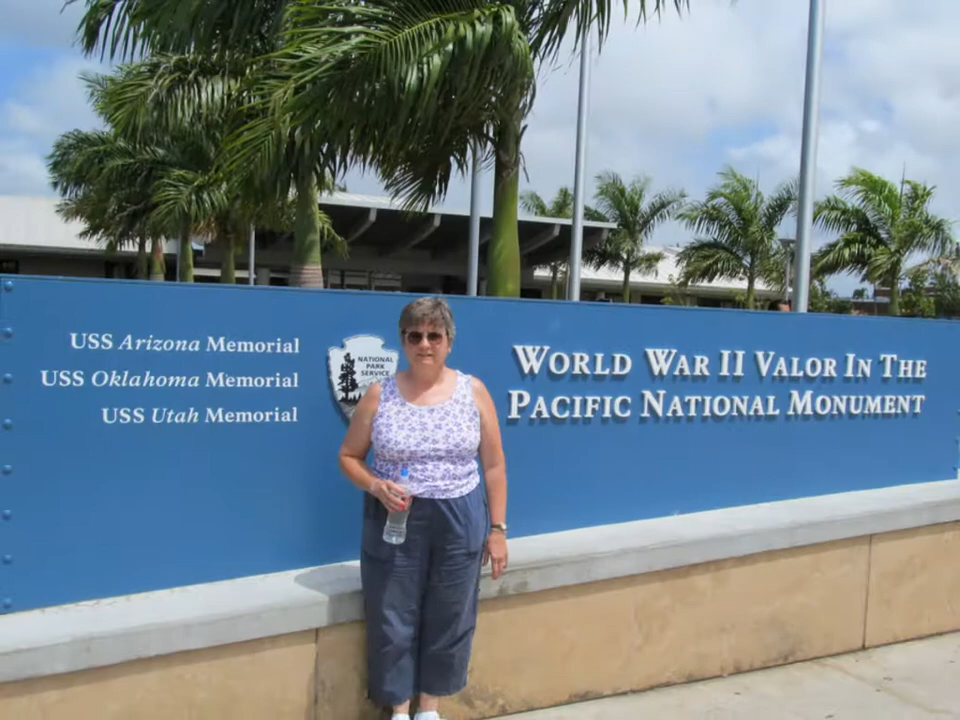 USS Arizona Memorial
USS Oklahoma Memorial
USS Utah Memorial
NATIONAL
PARK
SERVICE
WORLD WAR II VALOR IN THE
PACIFIC NATIONAL MONUMENT